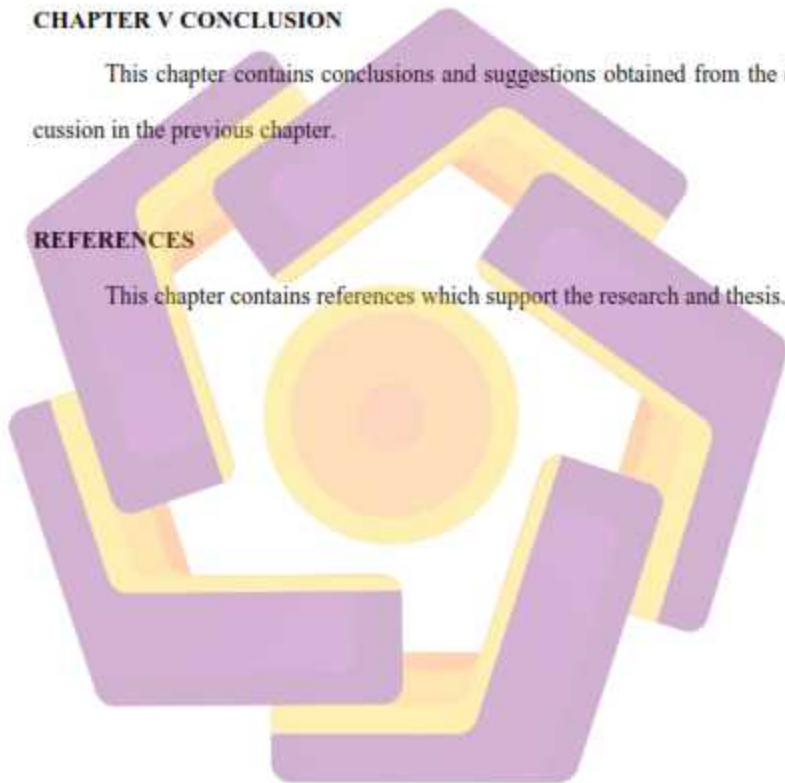 CHAPTER V CONCLUSION
This chapter contains conclusions and suggestions obtained from the
cussion in the previous chapter.
REFERENCES
This chapter contains references which support the research and thesis.